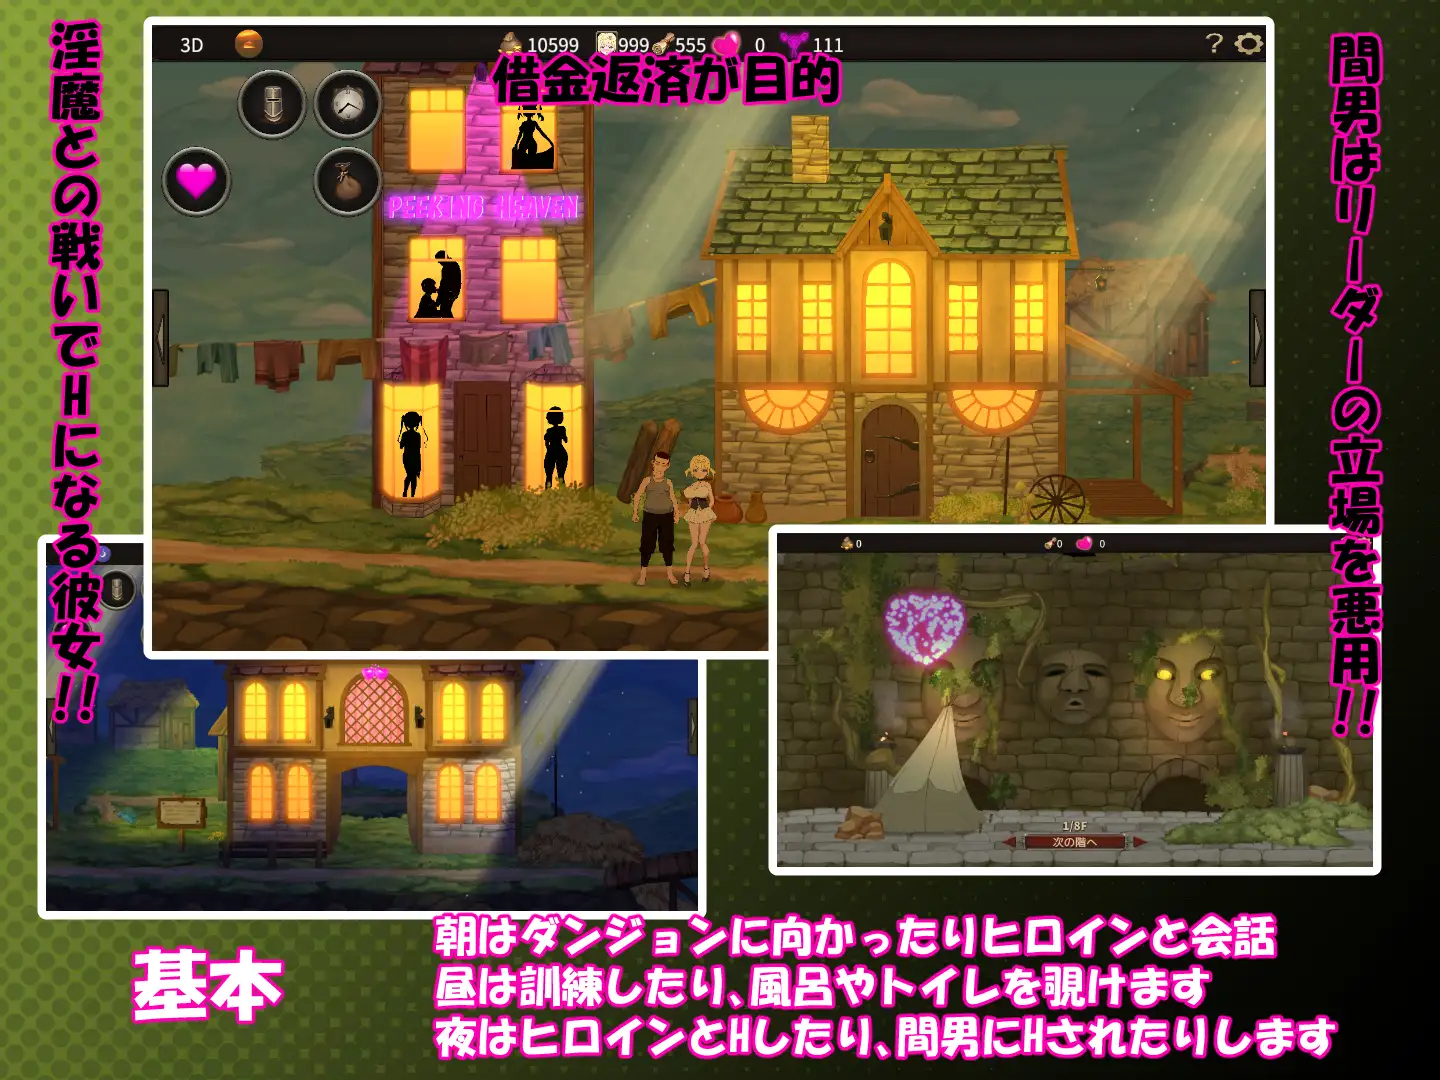 淫魔との戦いでHになる彼女!!
3D
10599
999
555
0
111
?
借金返済が目的
PEEKING HEAVEN
間男はリーダーの立場を悪用!!
0
0
0
1/8F
次の階へ
基本
朝はダンジョンに向かったりヒロインと会話
昼は訓練したり、風呂やトイレを覗けます
夜はヒロインとHしたり、間男にHされたりします